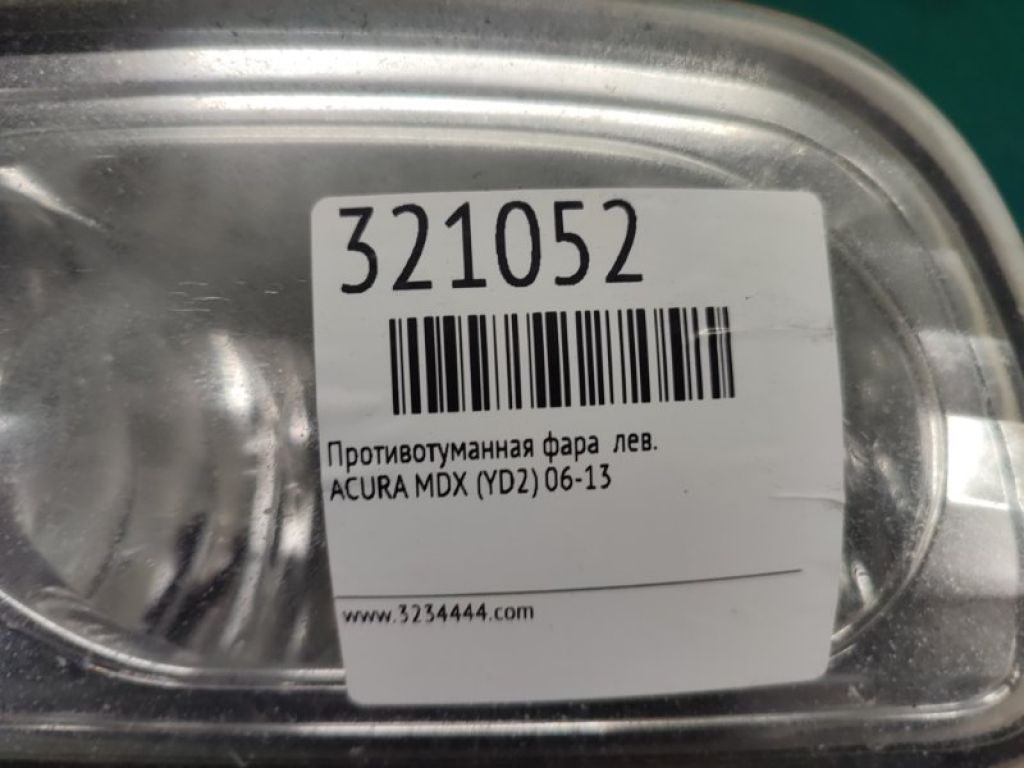 321052
Противотуманная фара лев.
ACURA MDX (YD2) 06-13
www.3234444.com